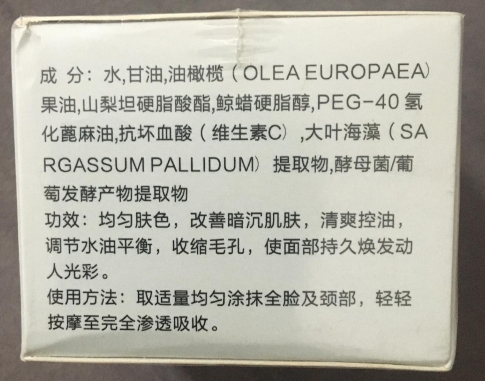 成 分：水,甘油,油橄榄（OLEA EUROPAEA）
果油,山梨坦硬脂酸酯,鲸蜡硬脂醇,PEG-40氢
化蓖麻油,抗坏血酸（维生素C）,大叶海藻（SA
RGASSUM PALLIDUM）提取物,酵母菌/葡
萄发酵产物提取物
功效：均匀肤色，改善暗沉肌肤，清爽控油，
调节水油平衡，收缩毛孔，使面部持久焕发动
人光彩。
使用方法：取适量均匀涂抹全脸及颈部，轻轻
按摩至完全渗透吸收。